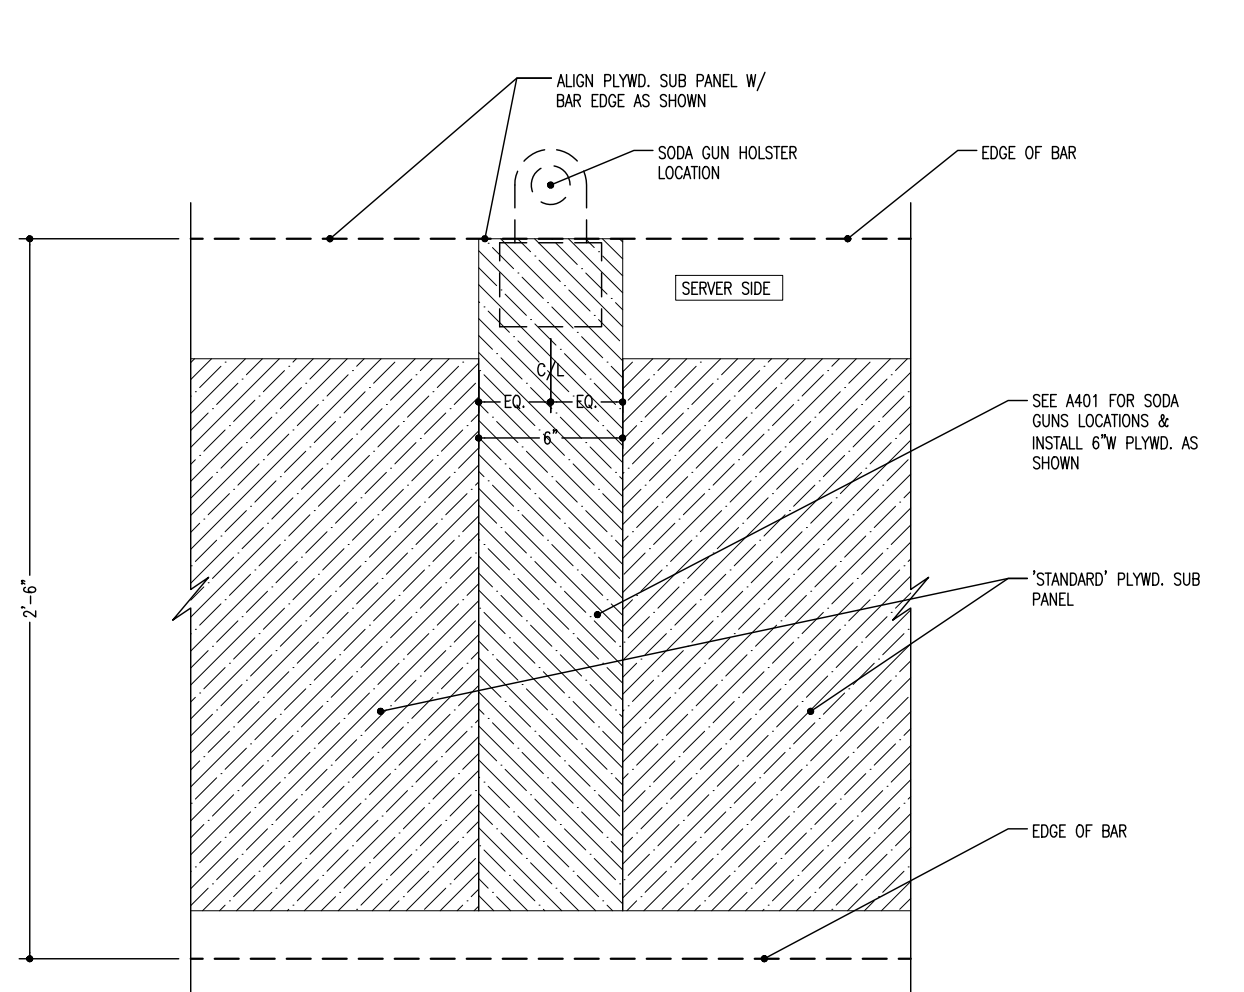 ALIGN PLYWD. SUB PANEL W/
BAR EDGE AS SHOWN
SODA GUN HOLSTER
LOCATION
EDGE OF BAR
SERVER SIDE
C/L
EQ.
EQ.
6"
SEE A401 FOR SODA
GUNS LOCATIONS &
INSTALL 6"W PLYWD. AS
SHOWN
2'-6"
'STANDARD' PLYWD. SUB
PANEL
EDGE OF BAR